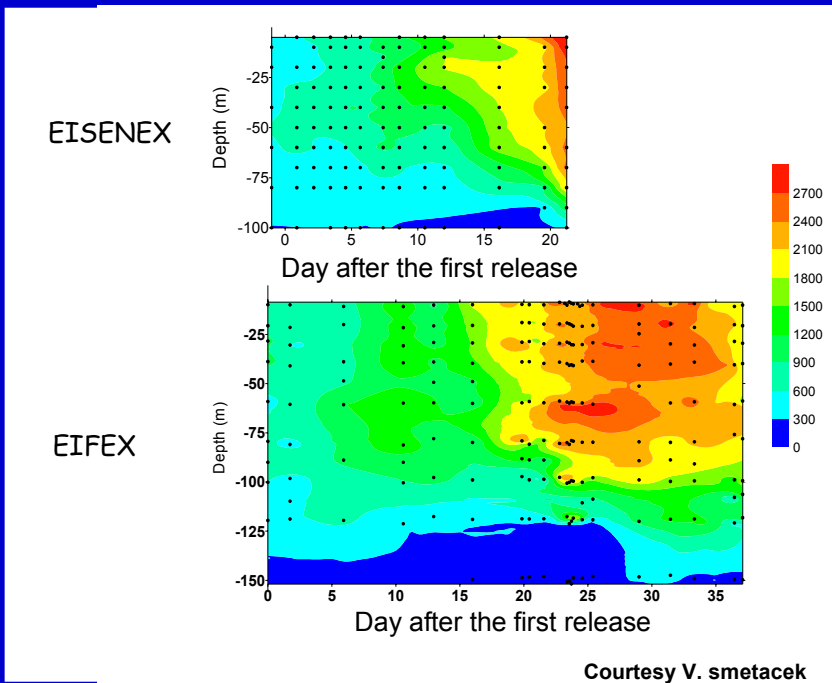 EISENEX
Depth (m)
-25
-50
-75
-100
0 5 10 15 20
Day after the first release
2700
2400
2100
1800
1500
1200
900
600
300
0
EIFEX
Depth (m)
-25
-50
-75
-100
-125
-150
0 5 10 15 20 25 30 35
Day after the first release
Courtesy V. smetacek